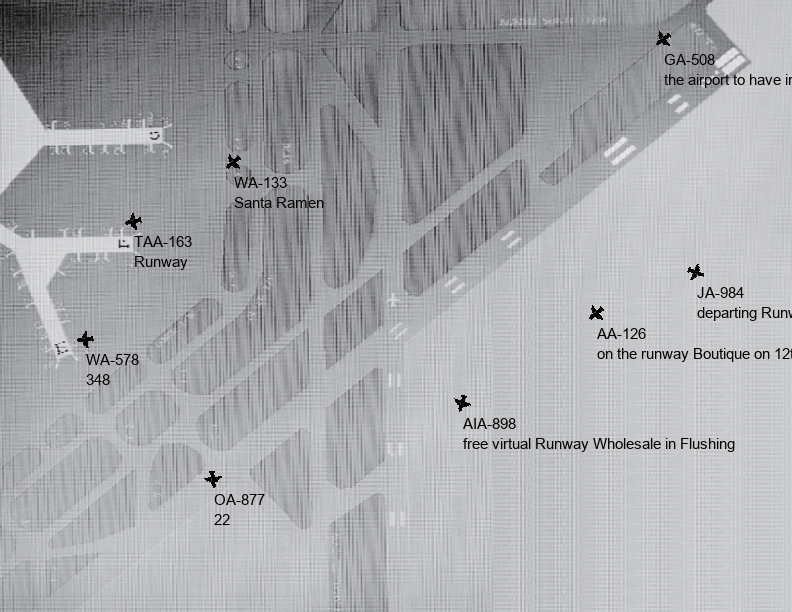 GA-508
the airport to have in
WA-133
Santa Ramen
TAA-163
Runway
JA-984
departing Runw
AA-126
on the runway Boutique on 12t
WA-578
348
AIA-898
free virtual Runway Wholesale in Flushing
OA-877
22